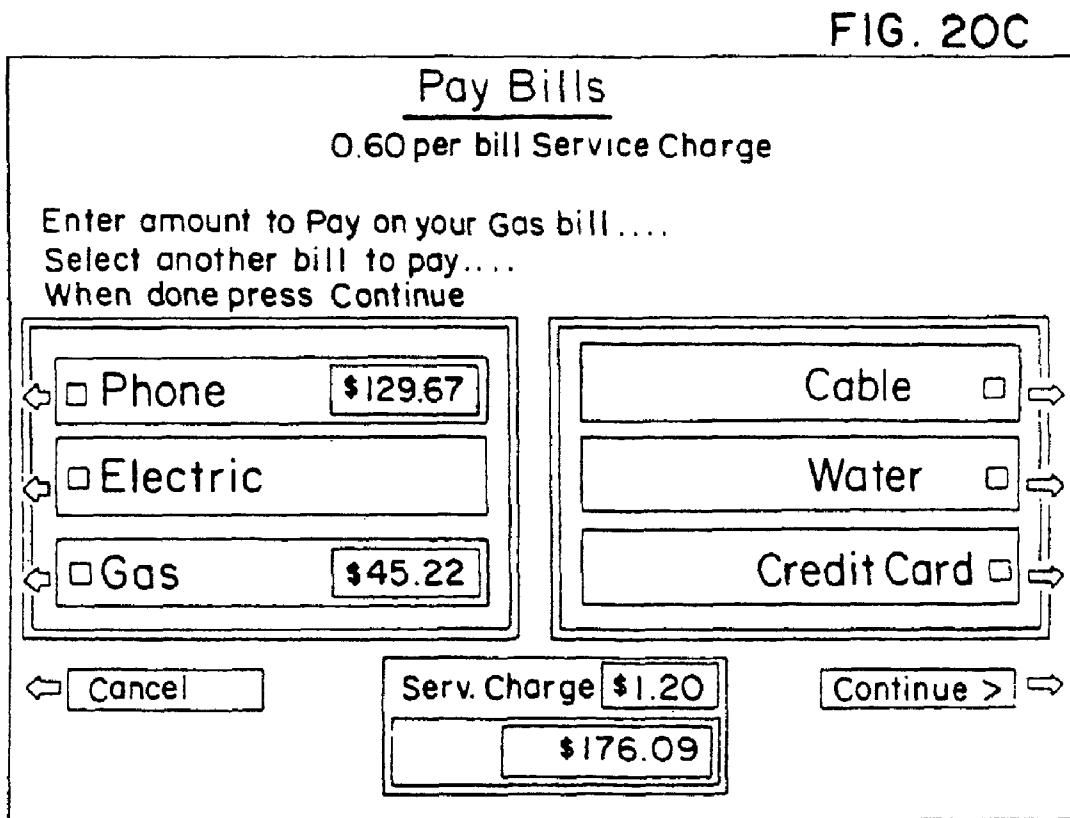 FIG. 20C
Pay Bills
0.60 per bill Service Charge
Enter amount to Pay on your Gas bill....
Select another bill to pay....
When done press Continue
Phone $129.67
Electric
Gas $45.22
Cable
Water
Credit Card
Cancel
Serv. Charge $1.20
$176.09
Continue >